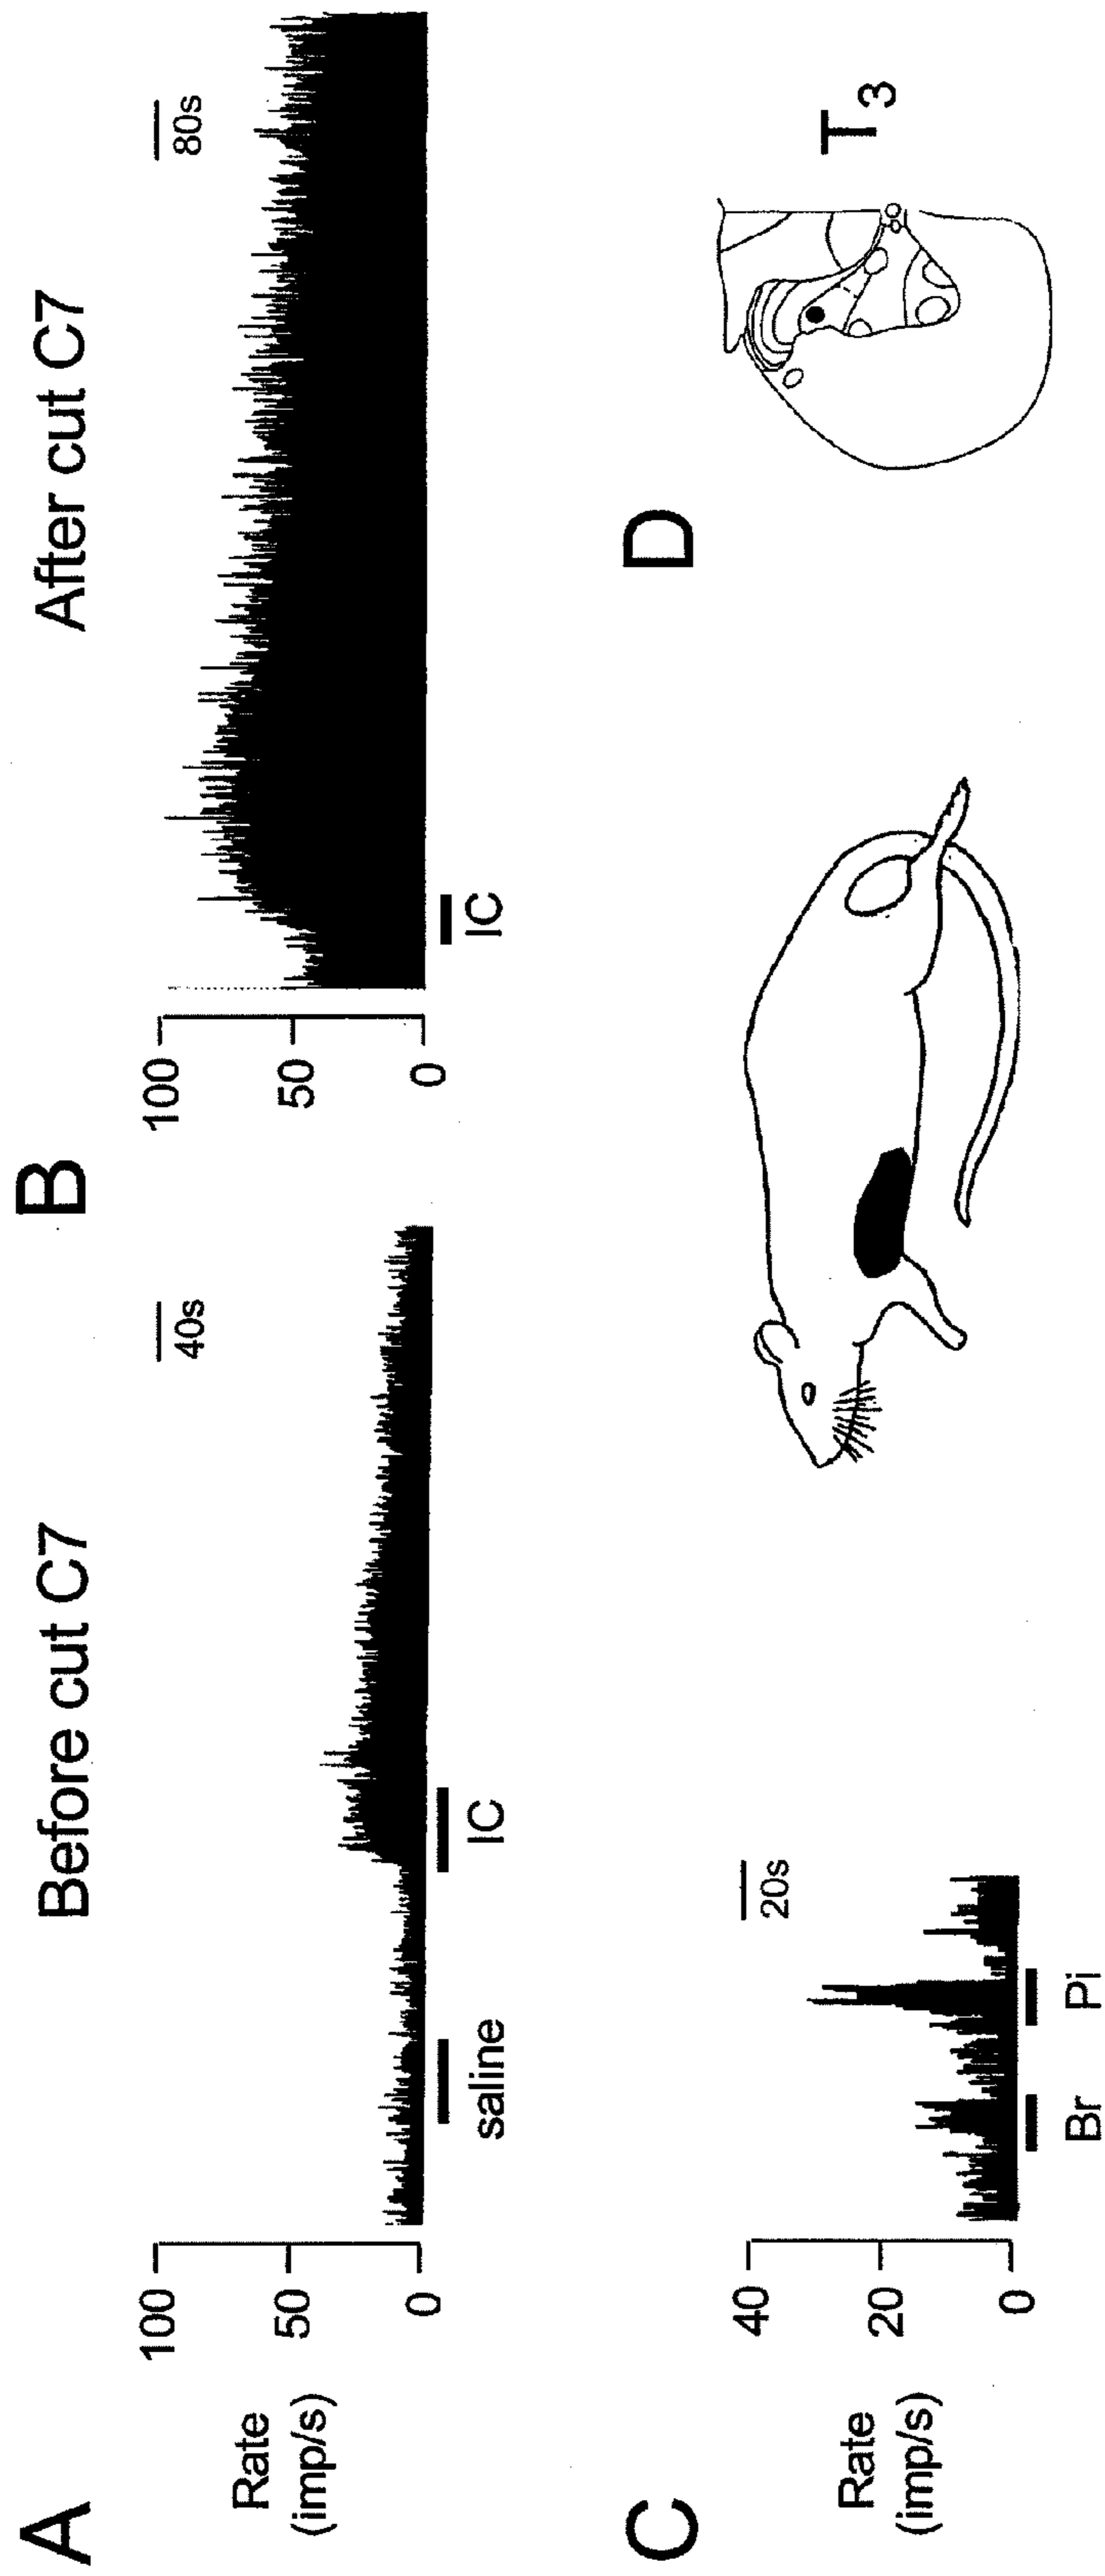 A
Before cut C7
B
After cut C7
Rate
(imp/s)
100
50
0
saline
IC
40s
100
50
0
IC
80s
C
Rate
(imp/s)
40
20
0
Br
Pi
20s
D
T3